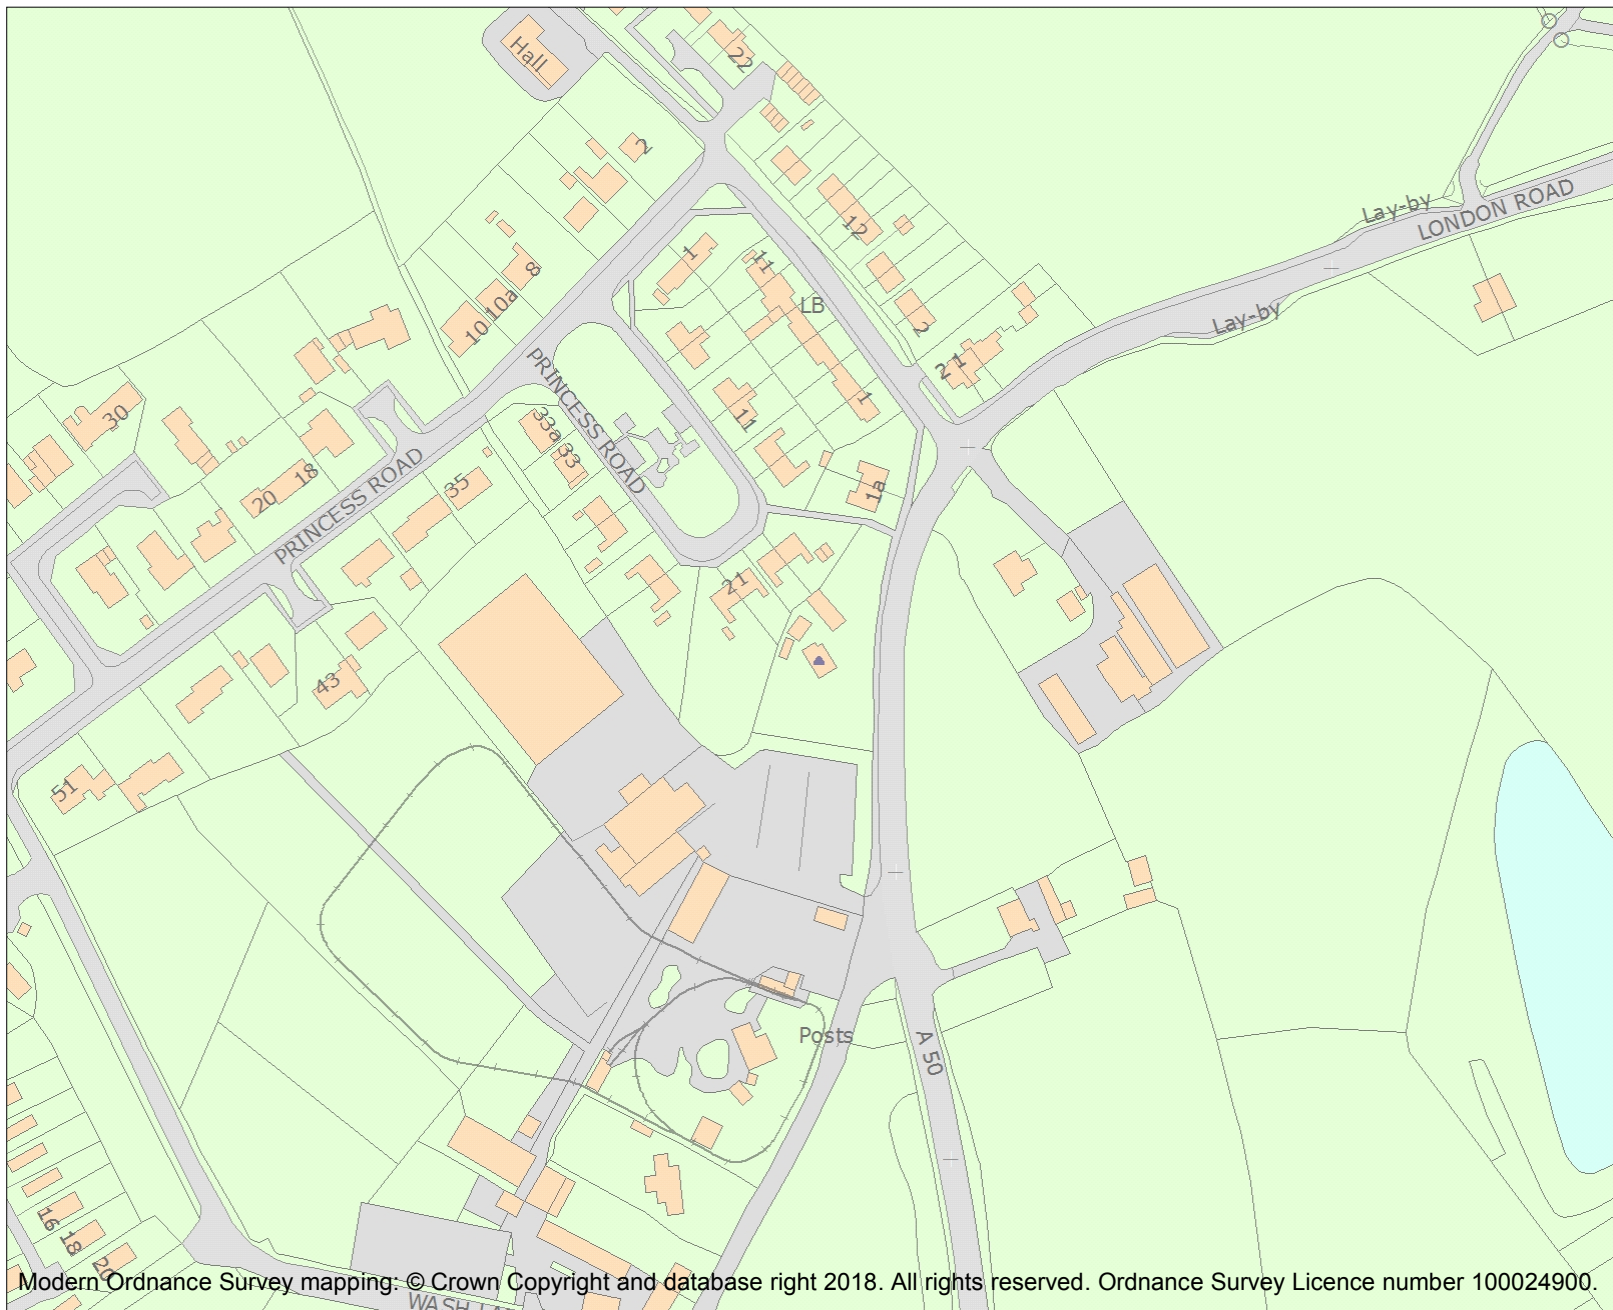 Hall
22
2
12
Lay-by
LONDON ROAD
1
11
8
10a
10
LB
2
Lay-by
2 1
PRINCESS ROAD
1
30
11
33a
33
18
20
35
1a
PRINCESS ROAD
21
43
51
Posts
A 50
16
18
20
Modern Ordnance Survey mapping: © Crown Copyright and database right 2018. All rights reserved. Ordnance Survey Licence number 100024900.
WASH